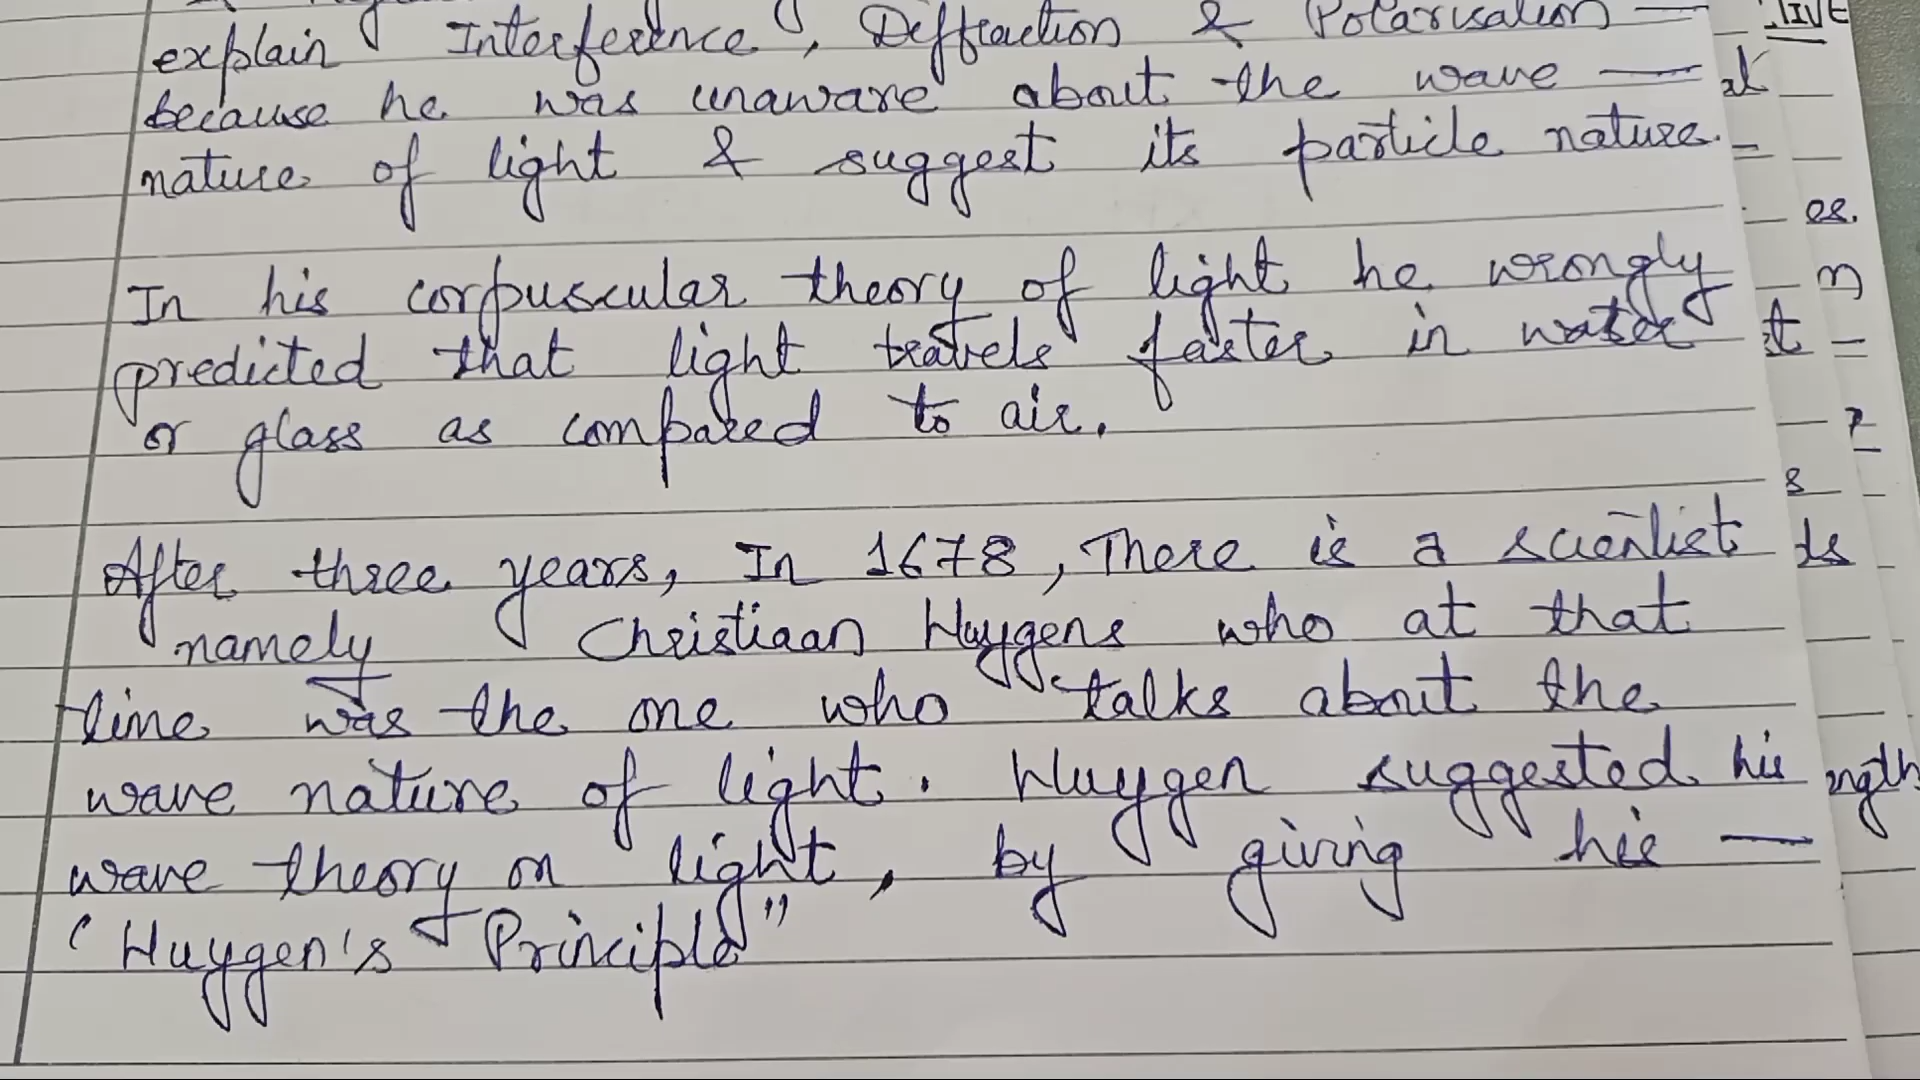 explain Interference, Diffraction & Polarisation —
because he was unaware about the wave —
nature of light & suggest its particle nature.
In his corpuscular theory of light he wrongly
predicted that light travels faster in water
or glass as compared to air.
After three years, In 1678, There is a scientist
namely Christiaan Huygens who at that
time was the one who talks about the
wave nature of light. Huygen suggested his
wave theory on light, by giving his —
"Huygen's Principle"